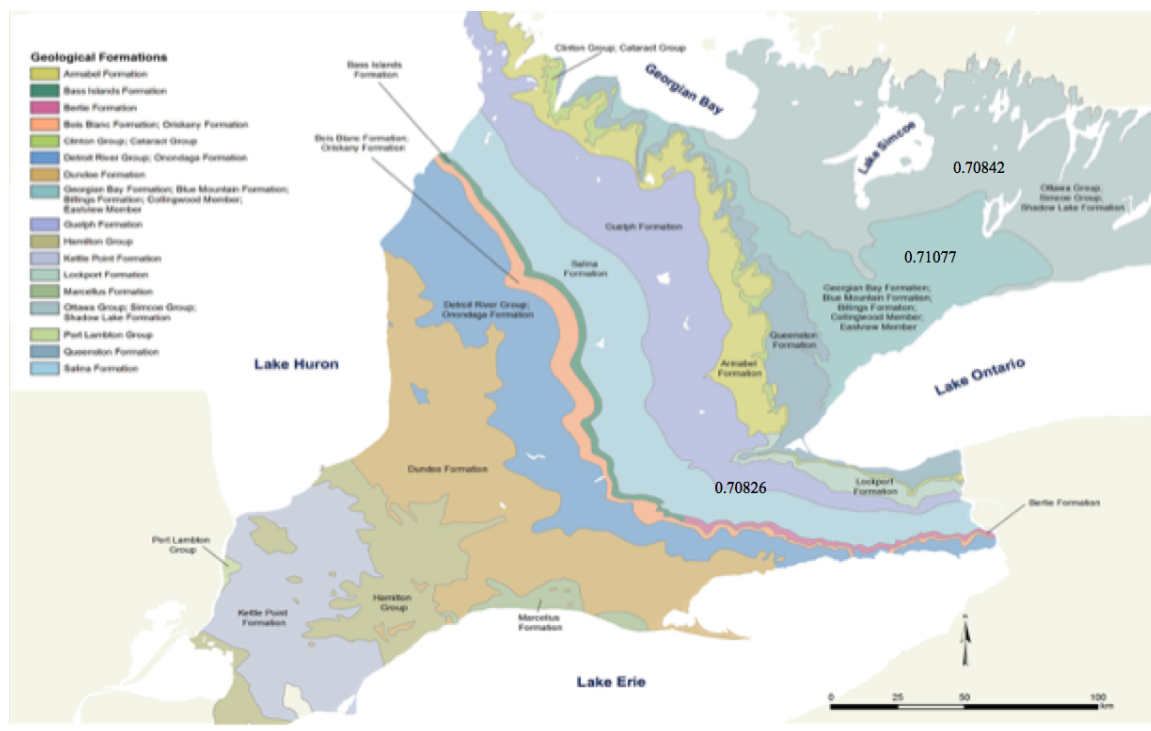 Geological Formations
Armabel Formation
Bass Islands Formation
Bertie Formation
Bois Blanc Formation; Oriskany Formation
Clinton Group; Cataract Group
Detroit River Group; Onondaga Formation
Dundee Formation
Georgian Bay Formation; Blue Mountain Formation;
Billings Formation; Collingwood Member;
Eastview Member
Guelph Formation
Hamilton Group
Kettle Point Formation
Lockport Formation
Marcellus Formation
Ottawa Group; Simcoe Group;
Shadow Lake Formation
Port Lambton Group
Queenston Formation
Salina Formation
Clinton Group; Cataract Group
Bass Islands
Formation
Georgian Bay
Bois Blanc Formation;
Oriskany Formation
Lake Simcoe
0.70842
Ottawa Group;
Simcoe Group;
Shadow Lake Formation
Guelph Formation
0.71077
Salina
Formation
Georgian Bay Formation;
Blue Mountain Formation;
Billings Formation;
Collingwood Member;
Eastview Member
Detroit River Group;
Onondaga Formation
Queenston
Formation
Lake Huron
Armabel
Formation
Lake Ontario
Dundee Formation
0.70826
Lockport
Formation
Bertie Formation
Port Lambton
Group
Hamilton
Group
Kettle Point
Formation
Marcellus
Formation
N
Lake Erie
0 25 50 100
km